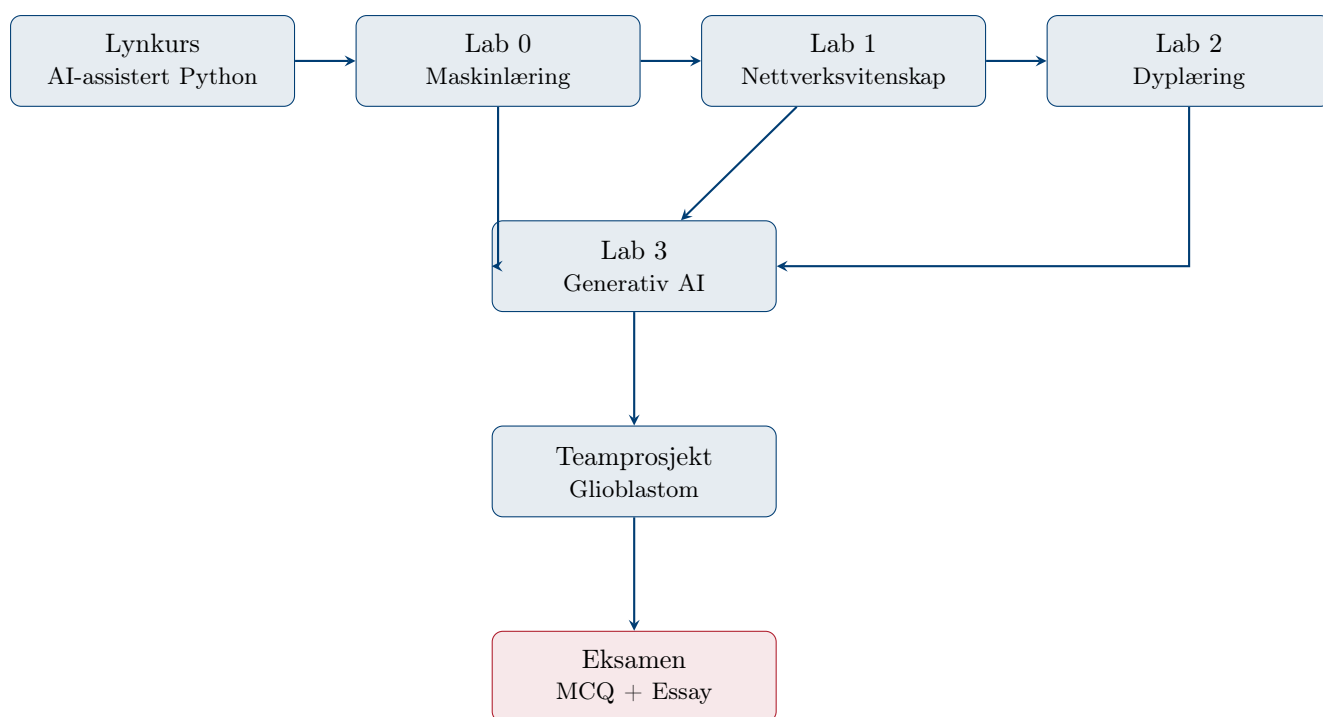 Lynkurs
AI-assistert Python
Lab 0
Maskinlæring
Lab 1
Nettverksvitenskap
Lab 2
Dyplæring
Lab 3
Generativ AI
Teamprosjekt
Glioblastom
Eksamen
MCQ + Essay